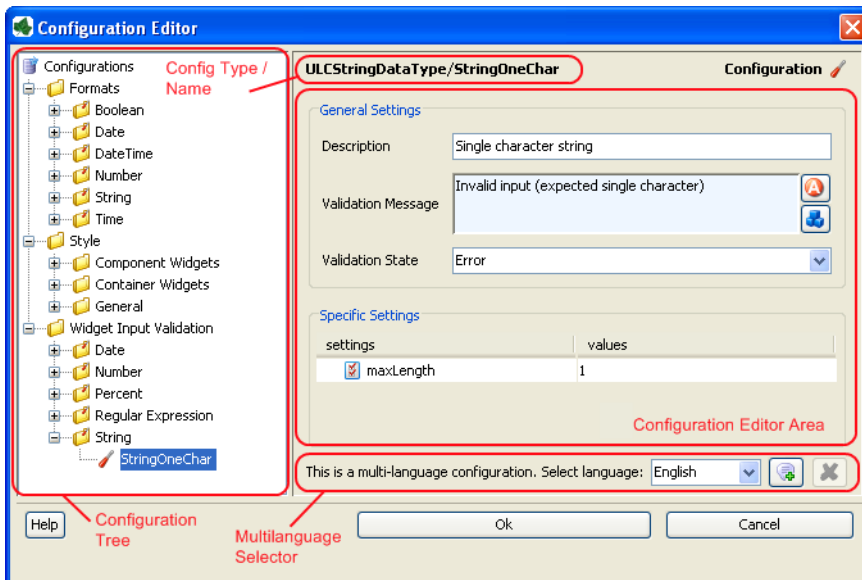 Configuration Editor
Configurations
Config Type /
Name
Formats
Boolean
Date
DateTime
Number
String
Time
Style
Component Widgets
Container Widgets
General
Widget Input Validation
Date
Number
Percent
Regular Expression
String
StringOneChar
ULCStringDataType/StringOneChar
Configuration
General Settings
Description
Single character string
Validation Message
Invalid input (expected single character)
Validation State
Error
Specific Settings
settings values
maxLength 1
Configuration Editor Area
This is a multi-language configuration. Select language: English
Help
Configuration
Tree
Multilanguage
Selector
Ok
Cancel